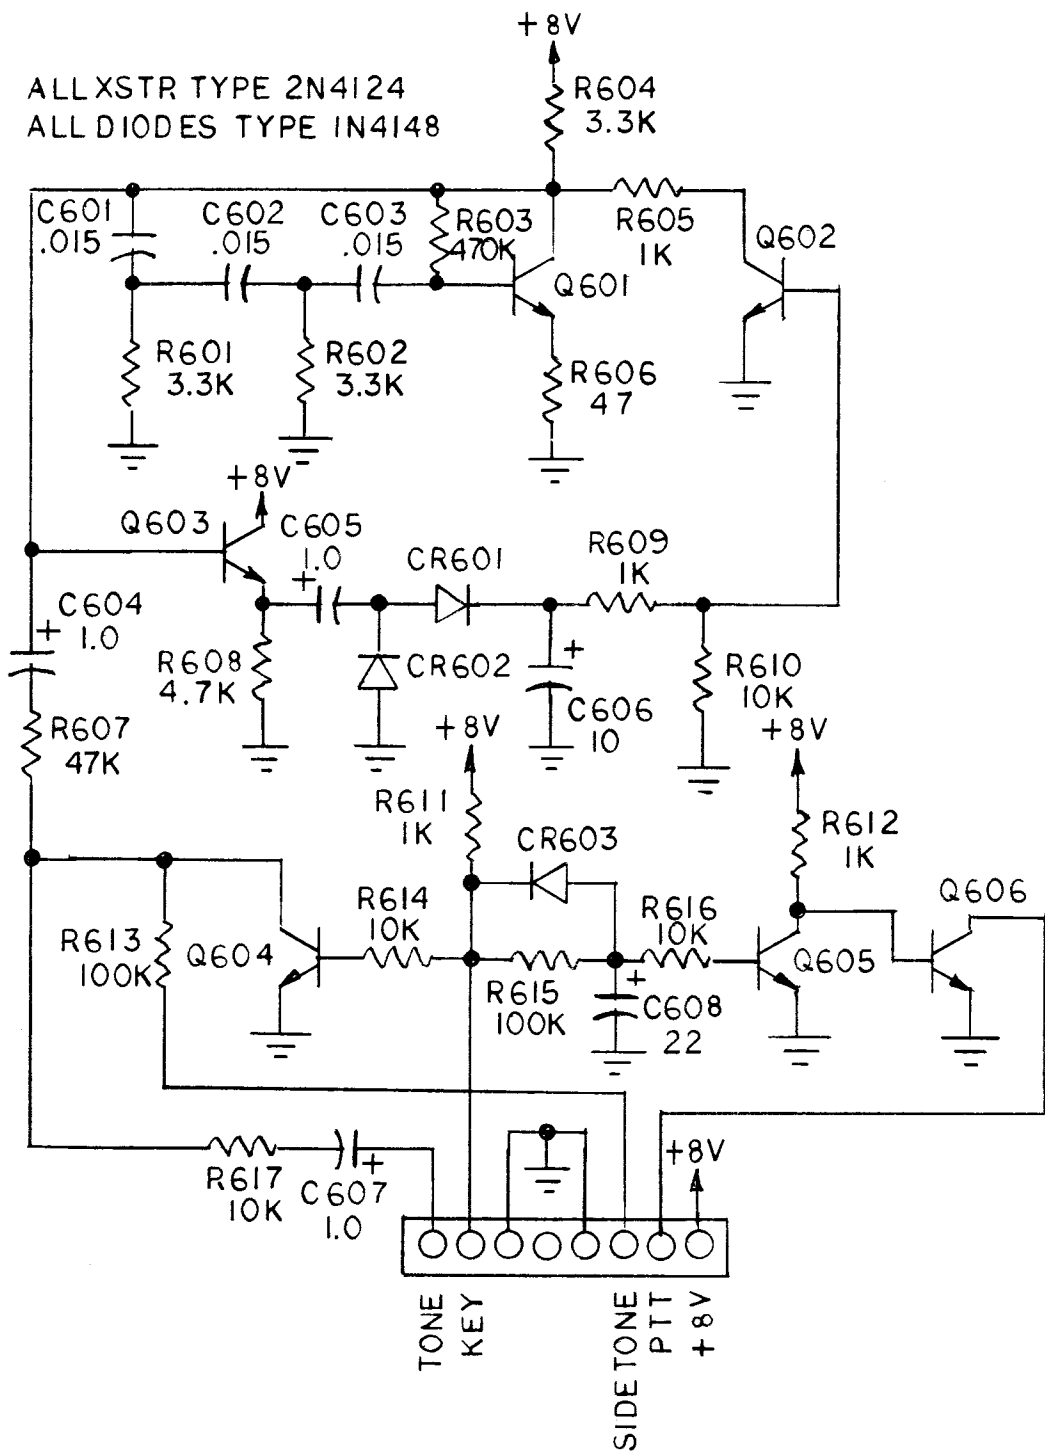 +8V
ALL XSTR TYPE 2N4124
ALL DIODES TYPE 1N4148
R604
3.3K
C601
.015
C602
.015
C603
.015
R603
470K
R605
1K
Q602
Q601
R601
3.3K
R602
3.3K
R606
47
+8V
Q603
C605
1.0
+
CR601
R609
1K
C604
+
1.0
R608
4.7K
CR602
+
C606
10
R610
10K
R607
47K
+8V
+8V
R611
1K
CR603
R612
1K
Q606
R614
10K
R616
10K
R613
100K
Q604
R615
100K
+
C608
22
Q605
R617
10K
C607
+
1.0
+8V
TONE
KEY
SIDETONE
PTT
+8V